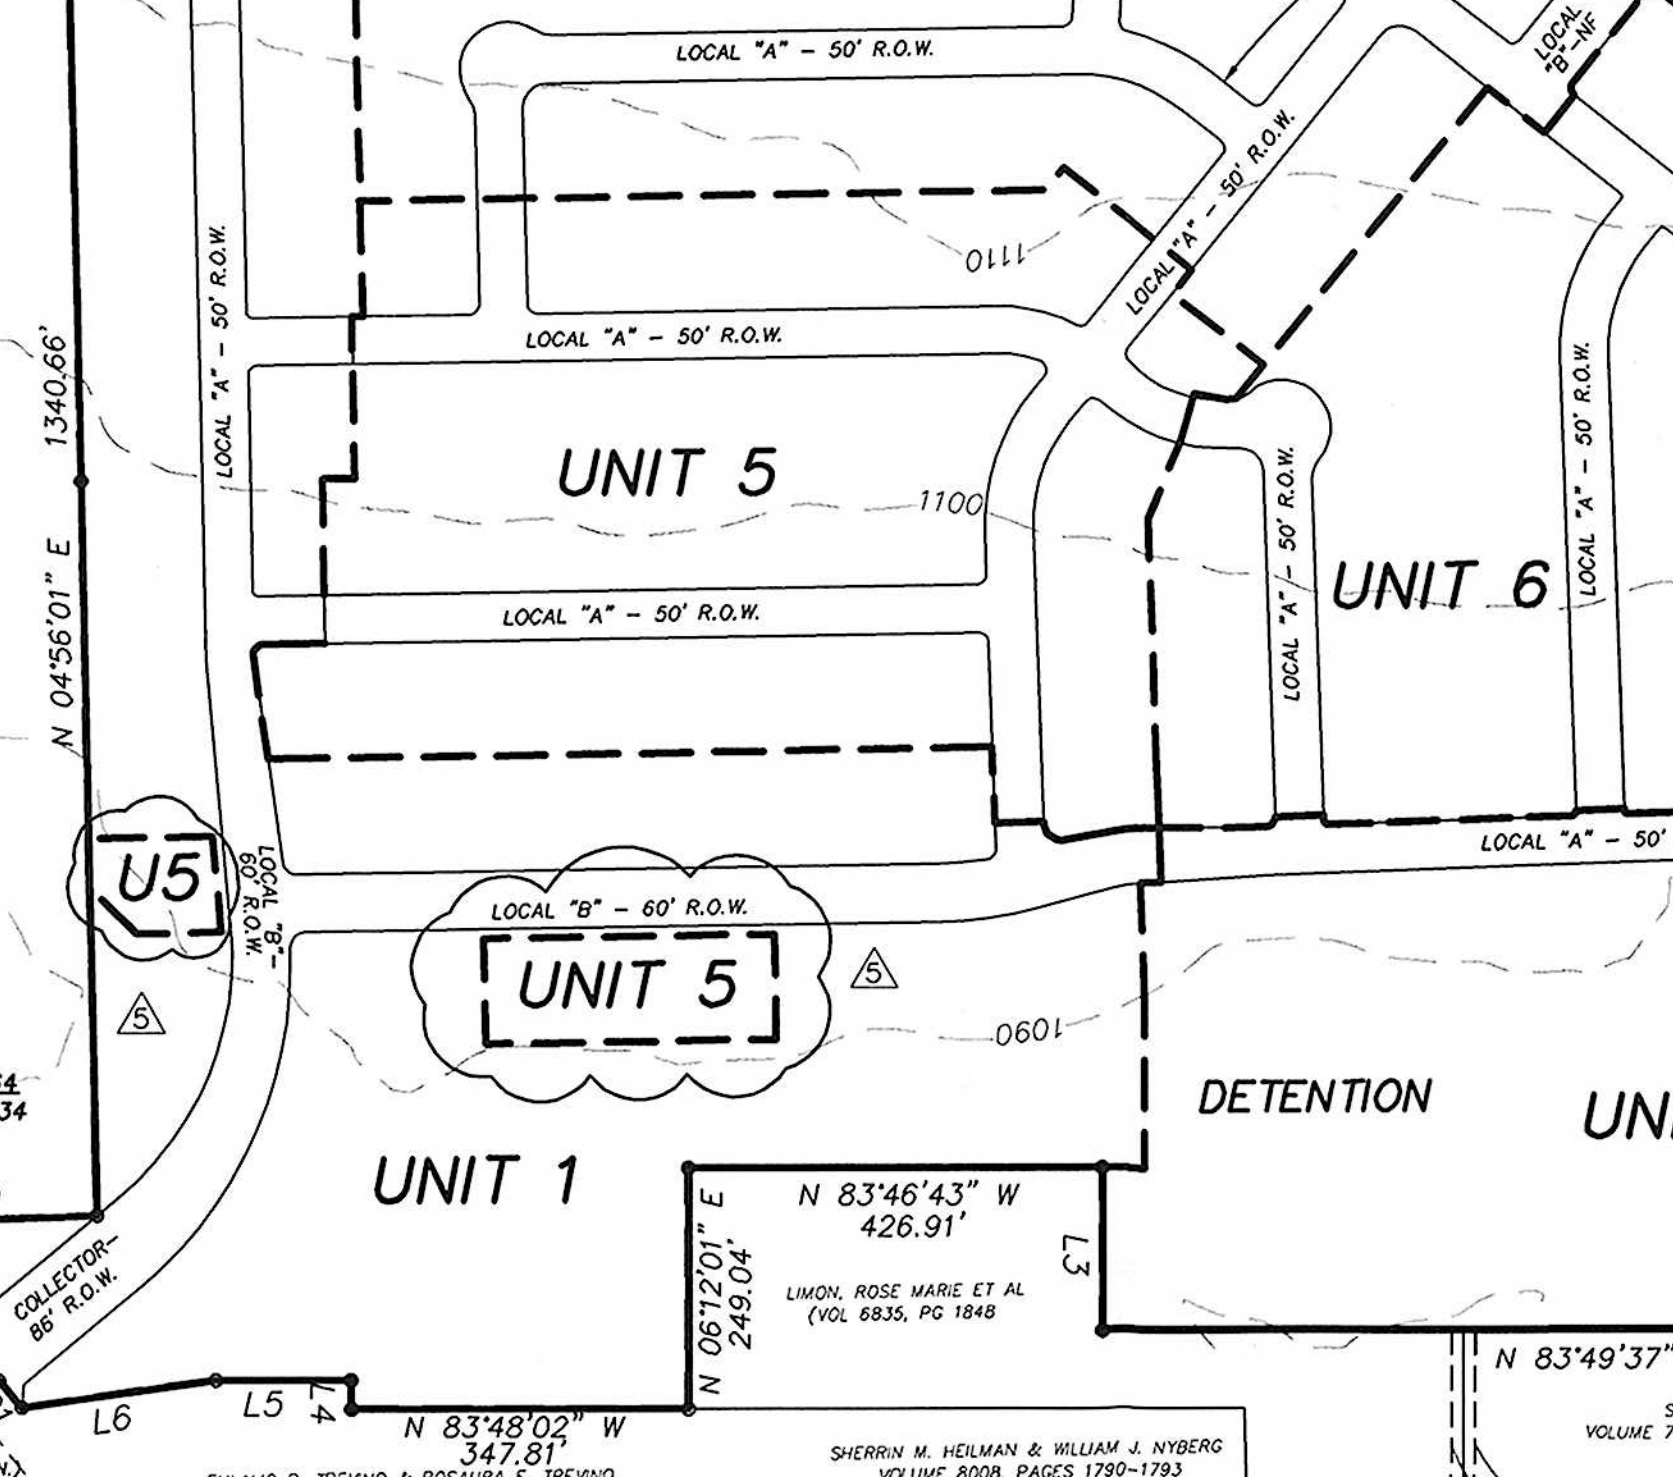 LOCAL "A" – 50' R.O.W.
LOCAL
"B"–NF
LOCAL "A" – 50' R.O.W.
1110
LOCAL "A" – 50' R.O.W.
LOCAL "A" – 50' R.O.W.
1340.66'
N 04°56'01" E
UNIT 5
1100
LOCAL "A" – 50' R.O.W.
LOCAL "A" – 50' R.O.W.
UNIT 6
LOCAL "A" – 50' R.O.W.
LOCAL "A" – 50'
U5
LOCAL "B"–
60' R.O.W.
LOCAL "B" – 60' R.O.W.
UNIT 5
5
5
1090
34
DETENTION
UNIT 1
N 83°46'43" W
426.91'
N 06°12'01" E
249.04'
L3
COLLECTOR–
86' R.O.W.
LIMON, ROSE MARIE ET AL
(VOL 6835, PG 1848
N 83°49'37"
L6
L5
L4
N 83°48'02" W
347.81'
SHERRIN M. HEILMAN & WILLIAM J. NYBERG
VOLUME 8008, PAGES 1790–1793
VOLUME 7